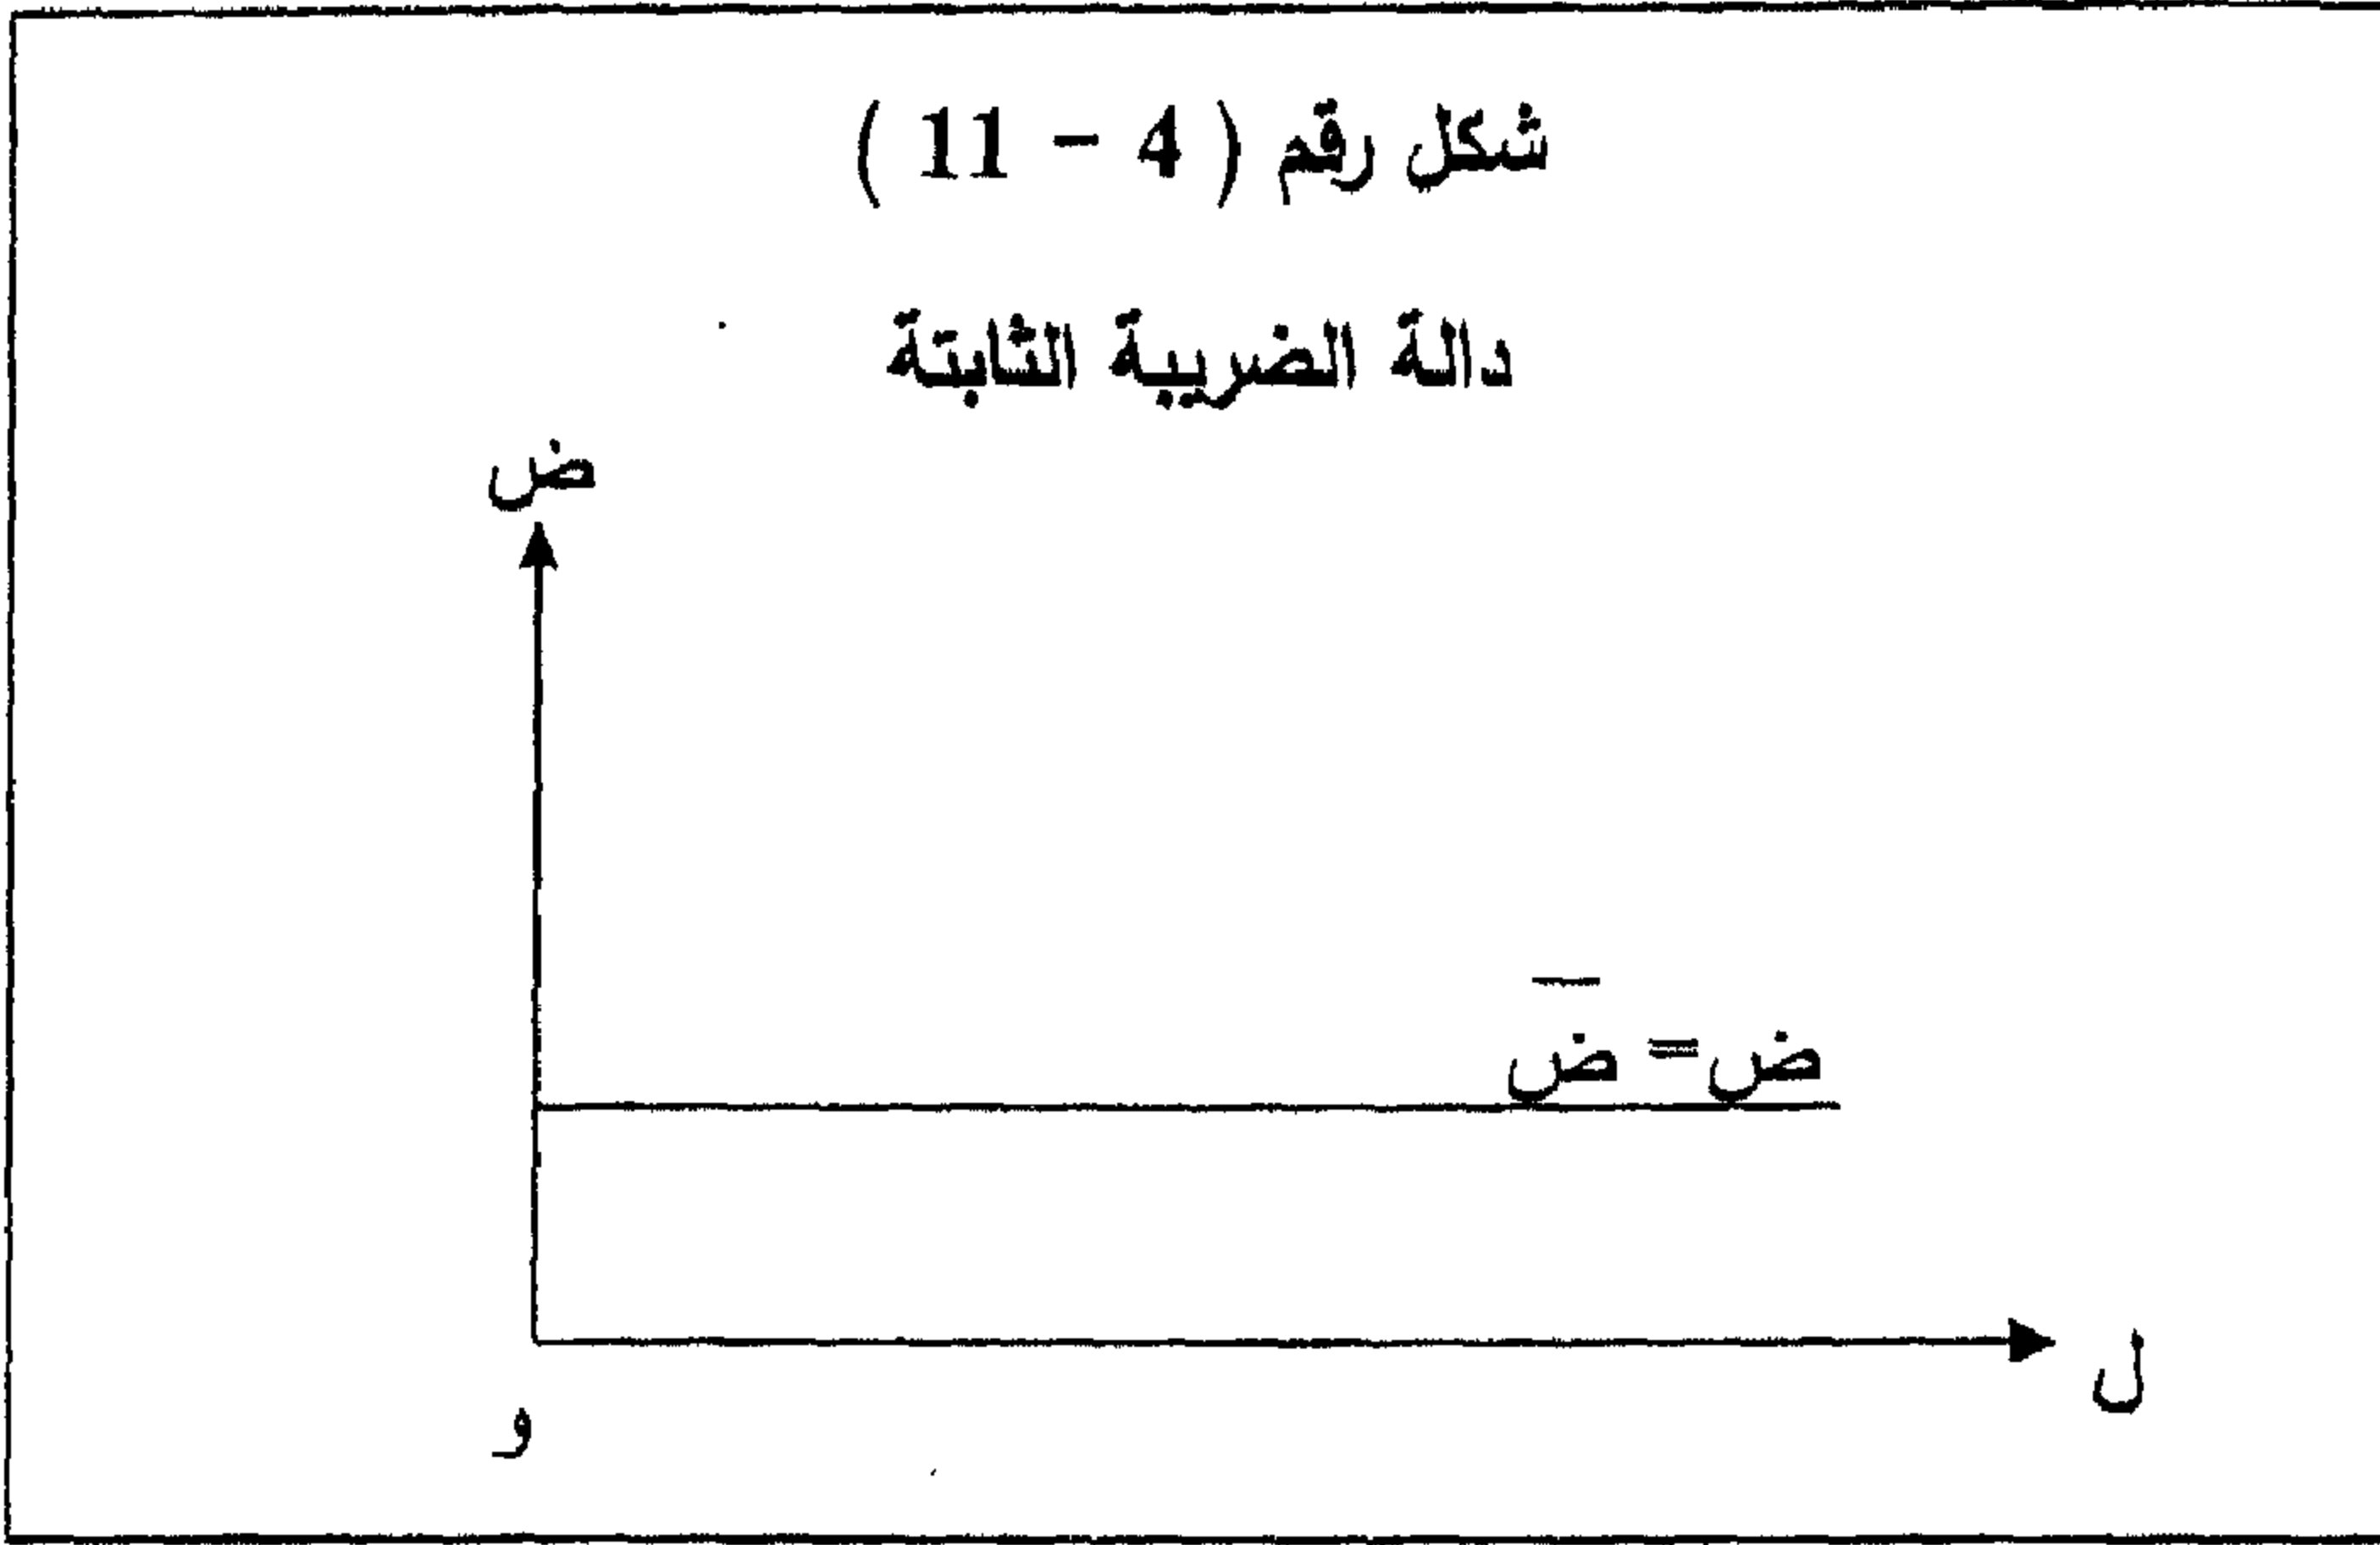 شكل رقم ( 4 - 11 )
دالة الضريبة الثابتة
ض
ض = ض̄
ل
و